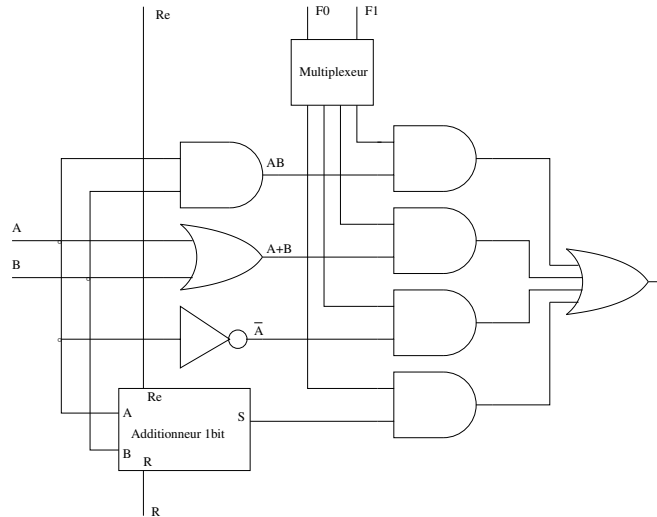 F0 F1
Re
Multiplexeur
AB
A
A+B
B
A̅
Re
A
S
Additionneur 1bit
B
R
R